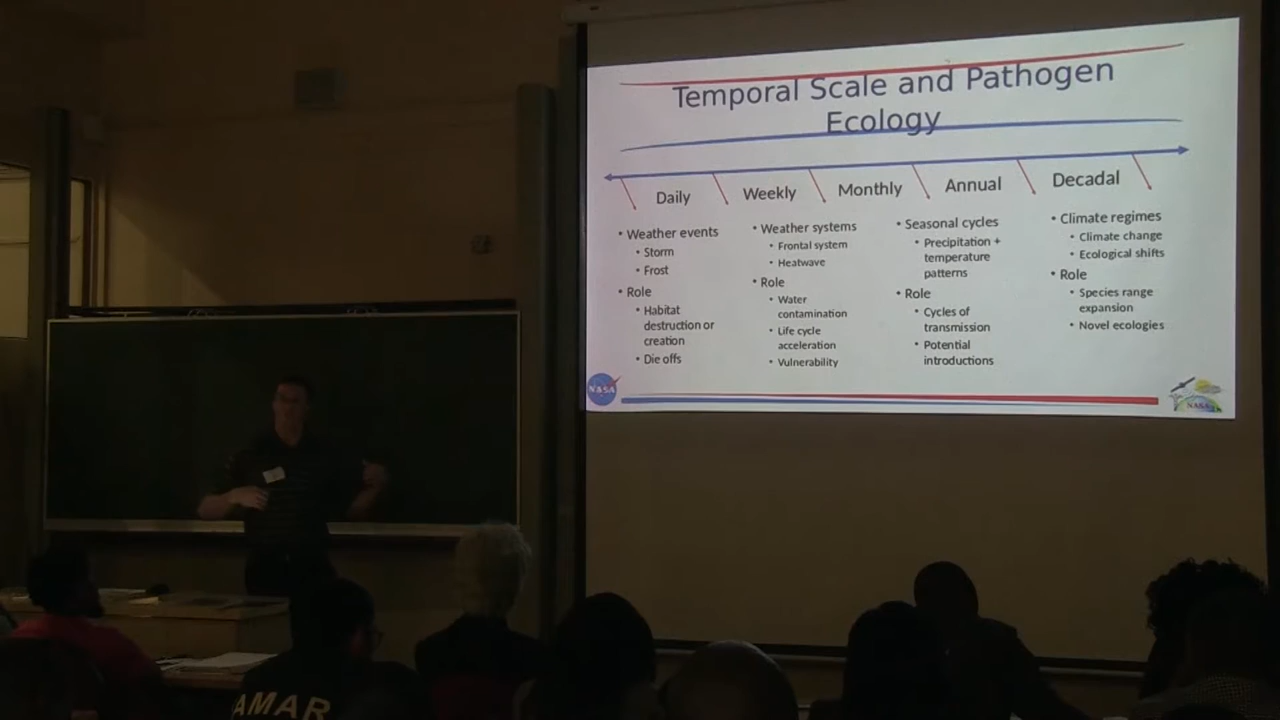 Temporal Scale and Pathogen
Ecology
Daily
Weekly
Monthly
Annual
Decadal
• Weather events
• Storm
• Frost
• Role
• Habitat
destruction or
creation
• Die offs
• Weather systems
• Frontal system
• Heatwave
• Role
• Water
contamination
• Life cycle
acceleration
• Vulnerability
• Seasonal cycles
• Precipitation +
temperature
patterns
• Role
• Cycles of
transmission
• Potential
introductions
• Climate regimes
• Climate change
• Ecological shifts
• Role
• Species range
expansion
• Novel ecologies
NASA
NASA
AMAR